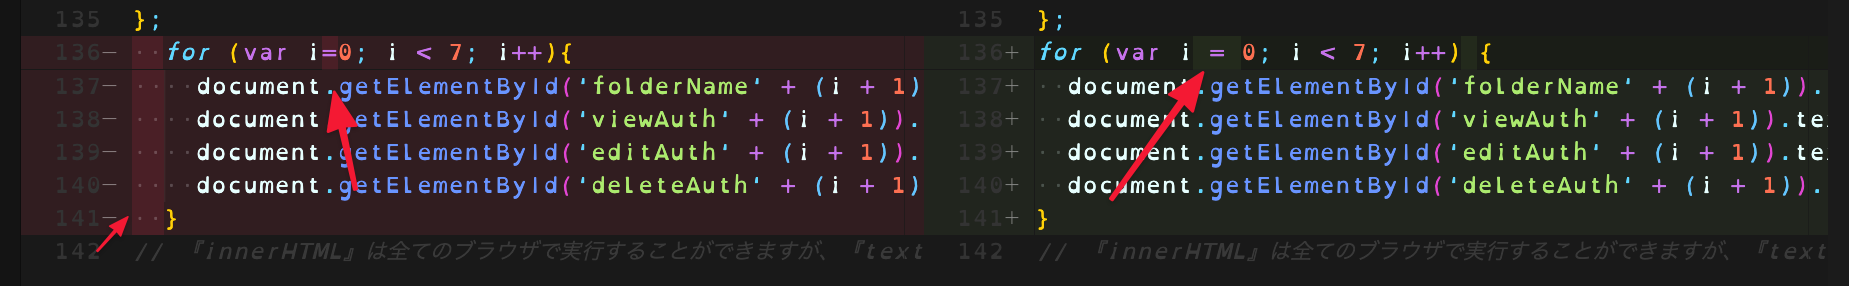 135 };
136− ··for (var i=0; i < 7; i++){
137− ····document.getElementById('folderName' + (i + 1)
138− ····document.getElementById('viewAuth' + (i + 1)).
139− ····document.getElementById('editAuth' + (i + 1)).
140− ····document.getElementById('deleteAuth' + (i + 1)
141− ··}
142 // 『innerHTML』は全てのブラウザで実行することができますが、『text
135 };
136+ for (var i = 0; i < 7; i++) {
137+ ··document.getElementById('folderName' + (i + 1)).
138+ ··document.getElementById('viewAuth' + (i + 1)).te
139+ ··document.getElementById('editAuth' + (i + 1)).te
140+ ··document.getElementById('deleteAuth' + (i + 1)).
141+ }
142 // 『innerHTML』は全てのブラウザで実行することができますが、『text